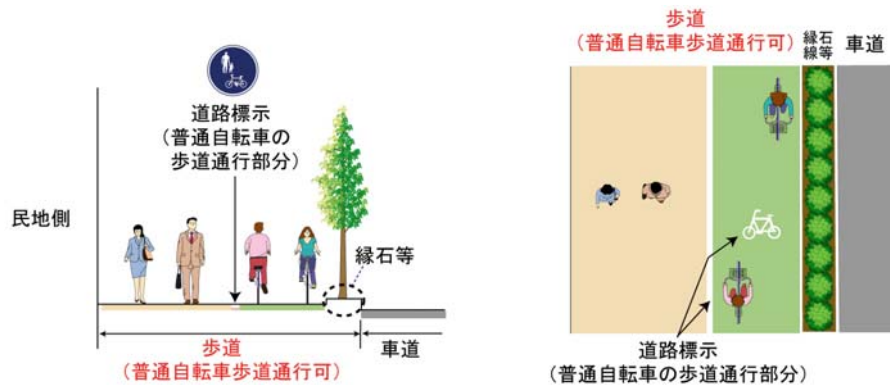 道路標示
(普通自転車の
歩道通行部分)
民地側
縁石等
歩道
(普通自転車歩道通行可)
車道
歩道
(普通自転車歩道通行可)
縁石
線等
車道
道路標示
(普通自転車の歩道通行部分)